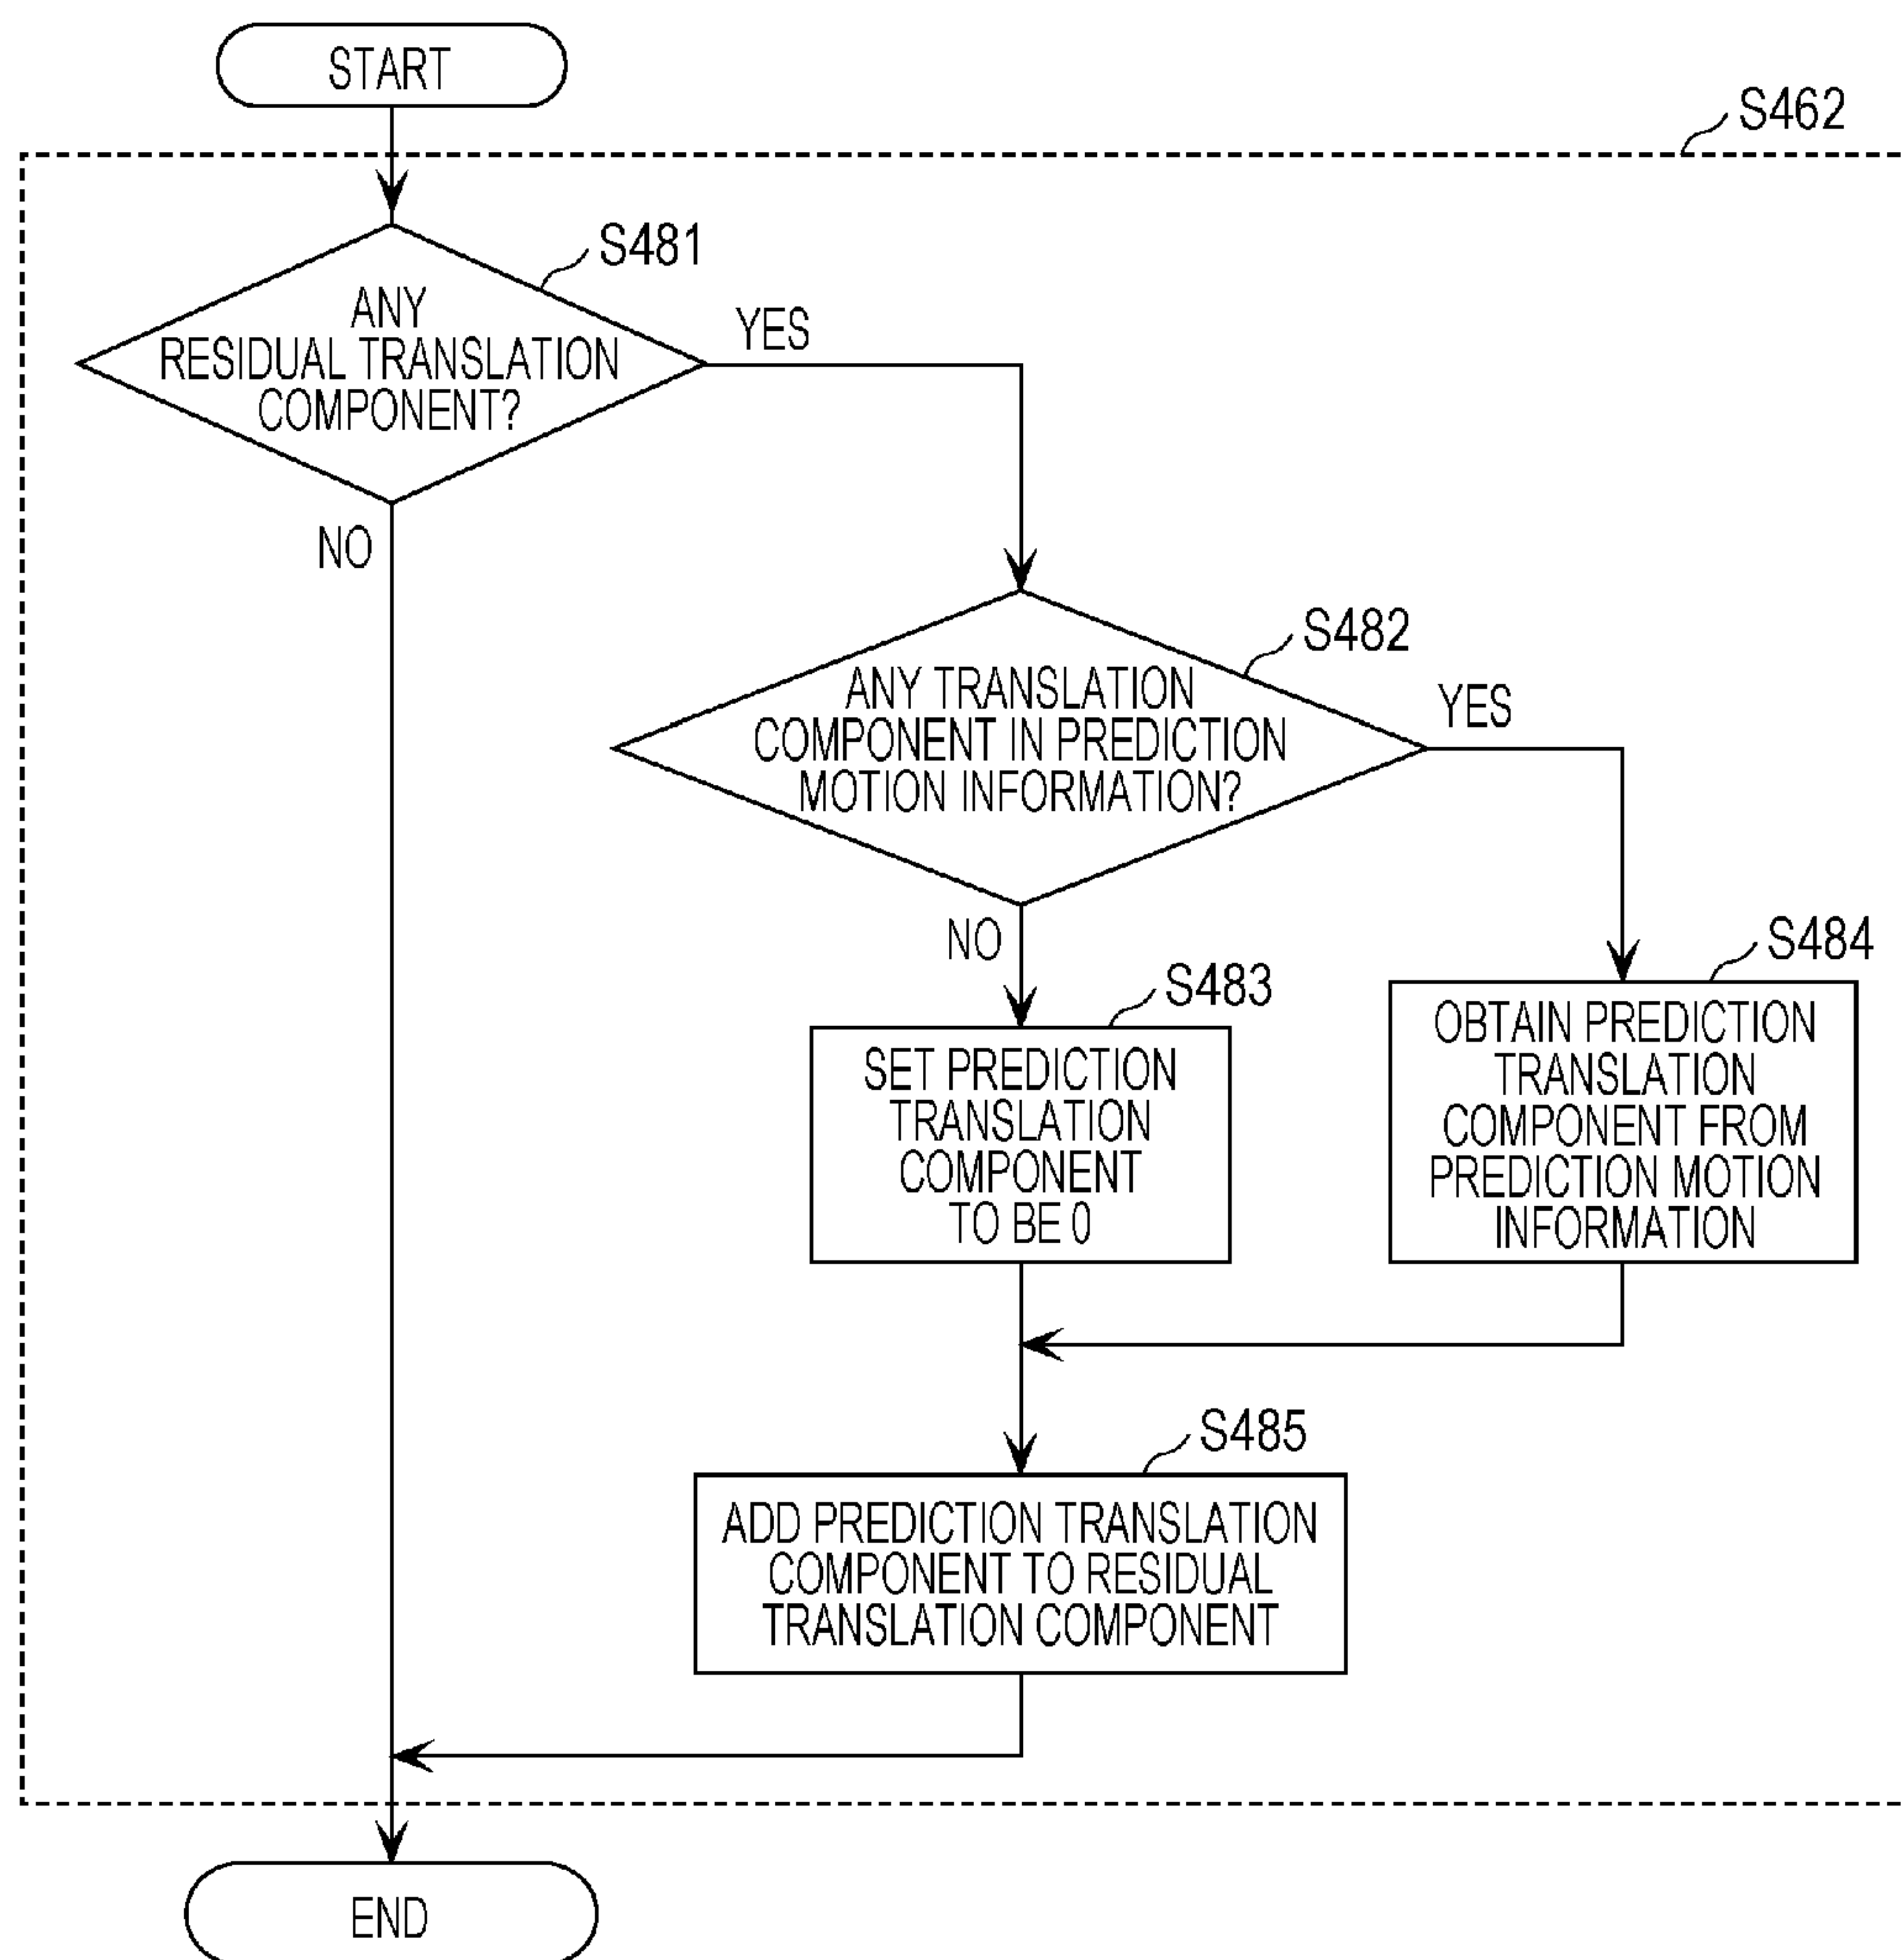 START
S462
S481
ANY
RESIDUAL TRANSLATION
COMPONENT?
YES
NO
S482
ANY TRANSLATION
COMPONENT IN PREDICTION
MOTION INFORMATION?
YES
NO
S483
SET PREDICTION
TRANSLATION
COMPONENT
TO BE 0
S484
OBTAIN PREDICTION
TRANSLATION
COMPONENT FROM
PREDICTION MOTION
INFORMATION
S485
ADD PREDICTION TRANSLATION
COMPONENT TO RESIDUAL
TRANSLATION COMPONENT
END